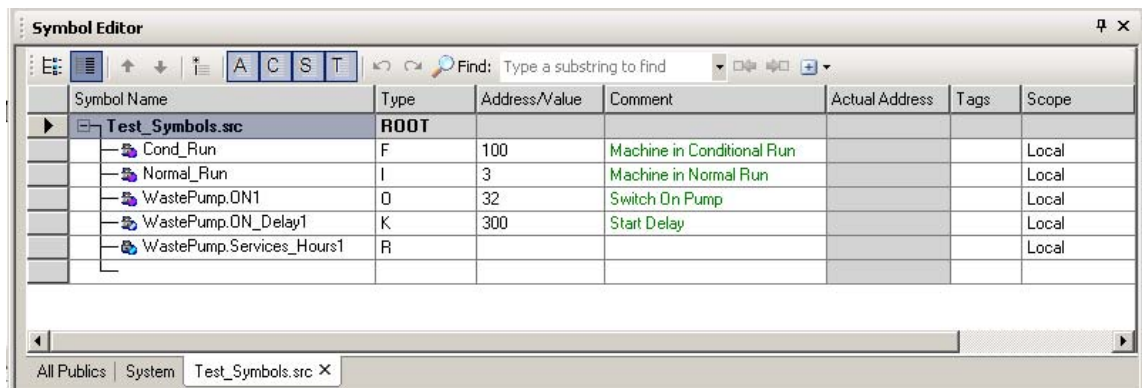 Symbol Editor
A C S T Find: Type a substring to find
Symbol Name Type Address/Value Comment Actual Address Tags Scope
Test_Symbols.src ROOT
Cond_Run F 100 Machine in Conditional Run Local
Normal_Run I 3 Machine in Normal Run Local
WastePump.ON1 O 32 Switch On Pump Local
WastePump.ON_Delay1 K 300 Start Delay Local
WastePump.Services_Hours1 R Local
All Publics System Test_Symbols.src